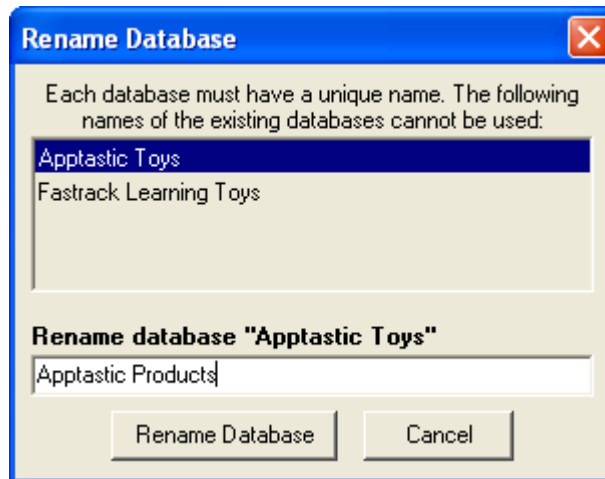 Rename Database
Each database must have a unique name. The following
names of the existing databases cannot be used:
Apptastic Toys
Fastrack Learning Toys
Rename database "Apptastic Toys"
Apptastic Products
Rename Database
Cancel